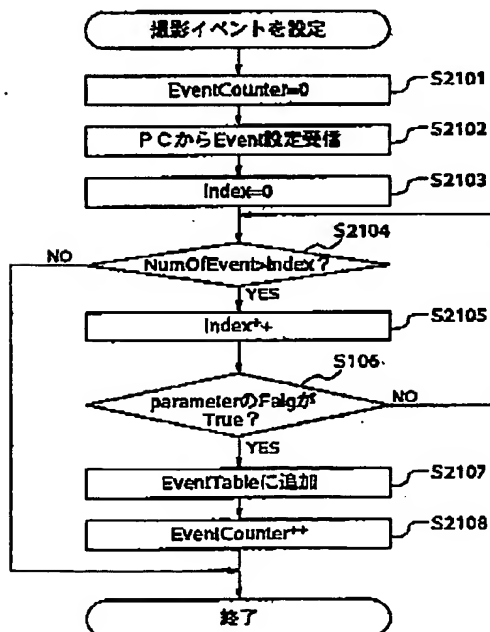 撮影イベントを設定
EventCounter=0
S2101
PCからEvent設定受信
S2102
Index=0
S2103
S2104
NO
NumOfEvent>Index?
YES
Index++
S2105
S106
parameterのFalgが
True?
NO
YES
EventTableに追加
S2107
EventCounter++
S2108
終了